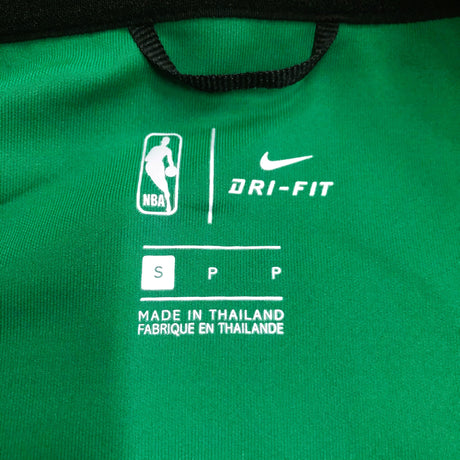 NBA
DRI-FIT
S P P
MADE IN THAILAND
FABRIQUE EN THAILANDE